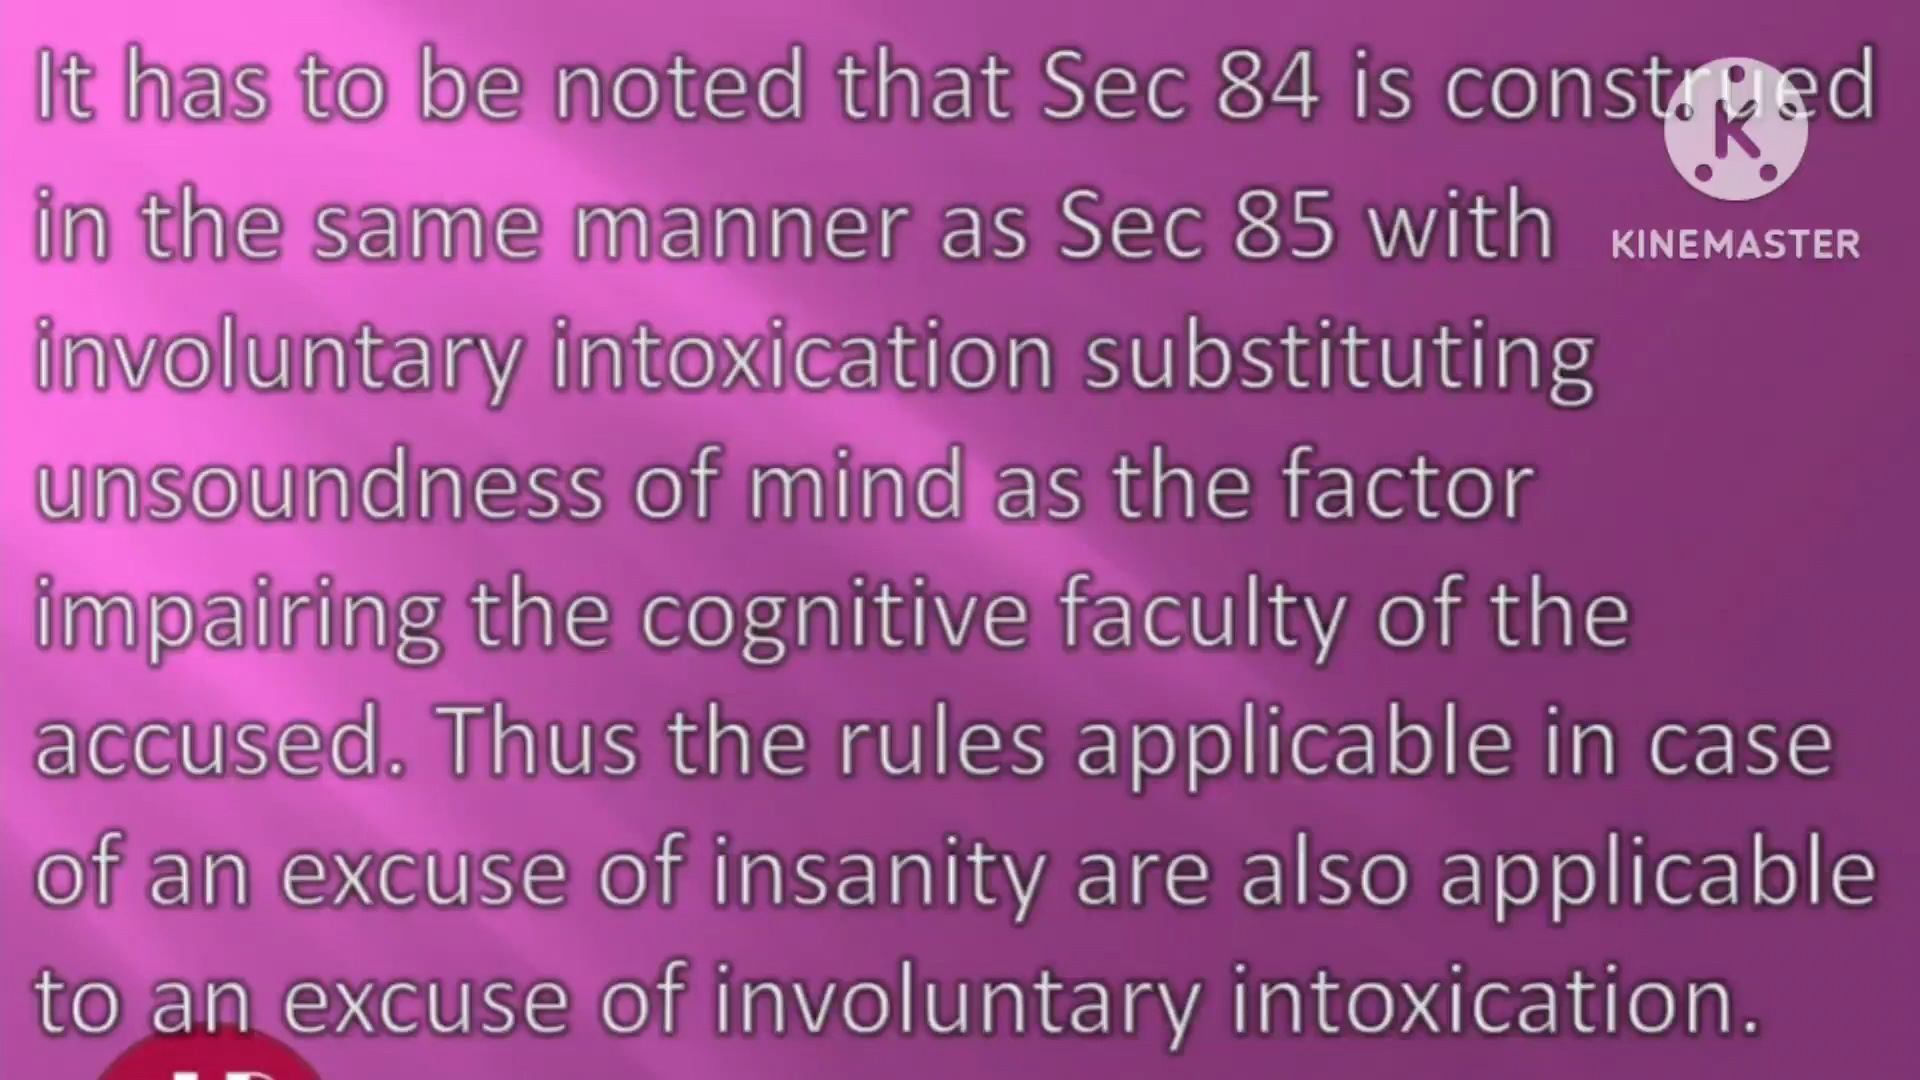 It has to be noted that Sec 84 is construed
in the same manner as Sec 85 with
KINEMASTER
involuntary intoxication substituting
unsoundness of mind as the factor
impairing the cognitive faculty of the
accused. Thus the rules applicable in case
of an excuse of insanity are also applicable
to an excuse of involuntary intoxication.